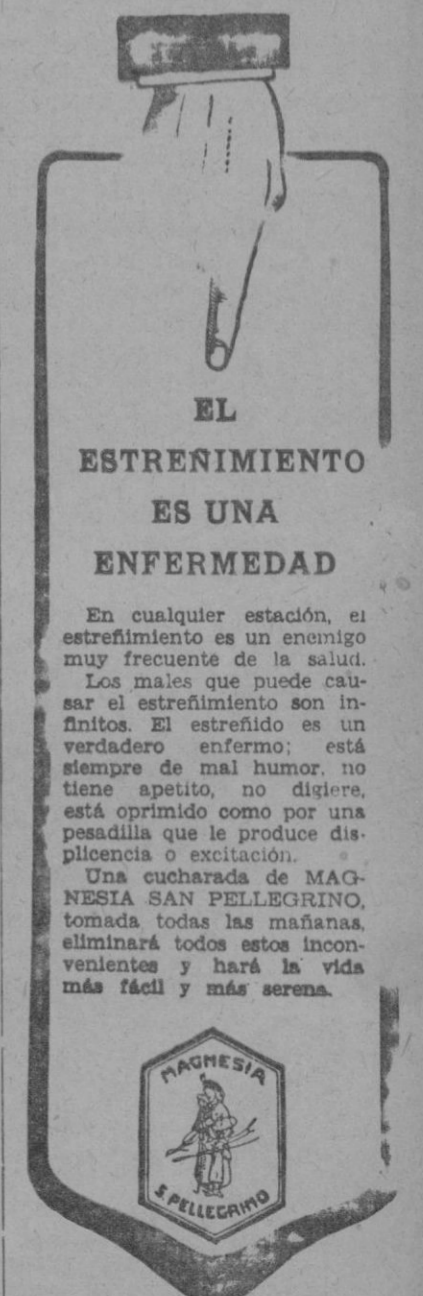 EL
ESTREÑIMIENTO
ES UNA
ENFERMEDAD
En cualquier estación, el
estreñimiento es un enemigo
muy frecuente de la salud.
Los males que puede cau-
sar el estreñimiento son in-
finitos. El estreñido es un
verdadero enfermo; está
siempre de mal humor, no
tiene apetito, no digiere,
está oprimido como por una
pesadilla que le produce dis-
plicencia o excitación.
Una cucharada de MAG-
NESIA SAN PELLEGRINO,
tomada todas las mañanas,
eliminará todos estos incon-
venientes y hará la vida
más fácil y más serena.
MAGNESIA
S. PELLEGRINO